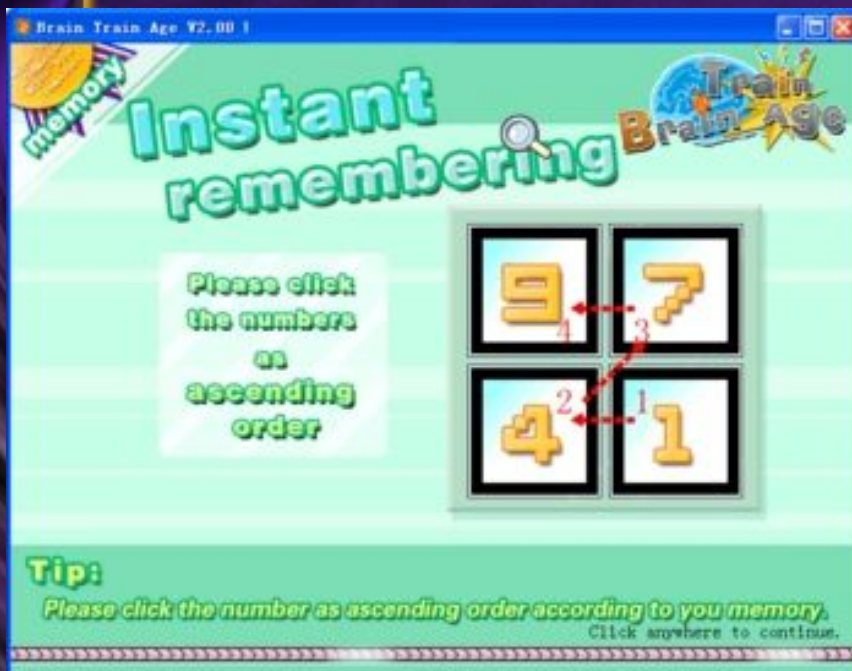 Brain Train Age V2.00 !
memory
Instant
remembering
Train
Brain Age
Please click
the numbers
as
ascending
order
9 7
4 3
2 1
4 1
Tip:
Please click the number as ascending order according to you memory.
Click anywhere to continue.